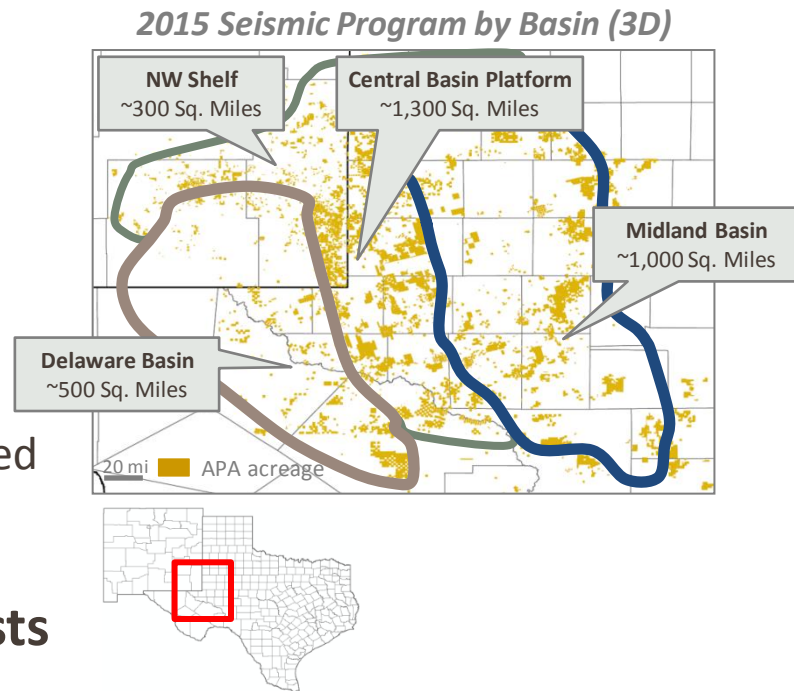 2015 Seismic Program by Basin (3D)
NW Shelf
~300 Sq. Miles
Central Basin Platform
~1,300 Sq. Miles
Midland Basin
~1,000 Sq. Miles
Delaware Basin
~500 Sq. Miles
ed
20 mi APA acreage
sts